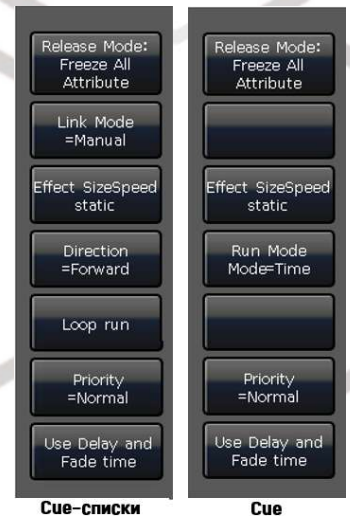 Release Mode:
Freeze All
Attribute
Link Mode
=Manual
Effect SizeSpeed
static
Direction
=Forward
Loop run
Priority
=Normal
Use Delay and
Fade time
Cue-списки
Release Mode:
Freeze All
Attribute
Effect SizeSpeed
static
Run Mode
Mode=Time
Priority
=Normal
Use Delay and
Fade time
Cue